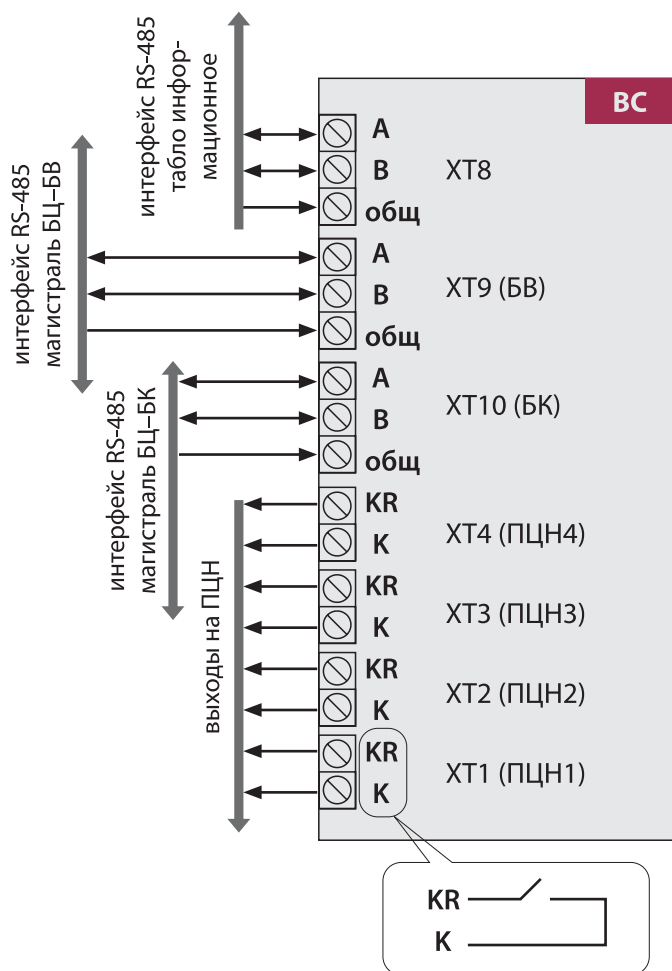 интерфейс RS-485
табло инфор-
мационное
ВС
A
B
общ
XT8
интерфейс RS-485
магистраль БЦ–БВ
A
B
общ
XT9 (БВ)
интерфейс RS-485
магистраль БЦ–БК
A
B
общ
XT10 (БК)
выходы на ПЦН
KR
K
XT4 (ПЦН4)
KR
K
XT3 (ПЦН3)
KR
K
XT2 (ПЦН2)
KR
K
XT1 (ПЦН1)
KR
K